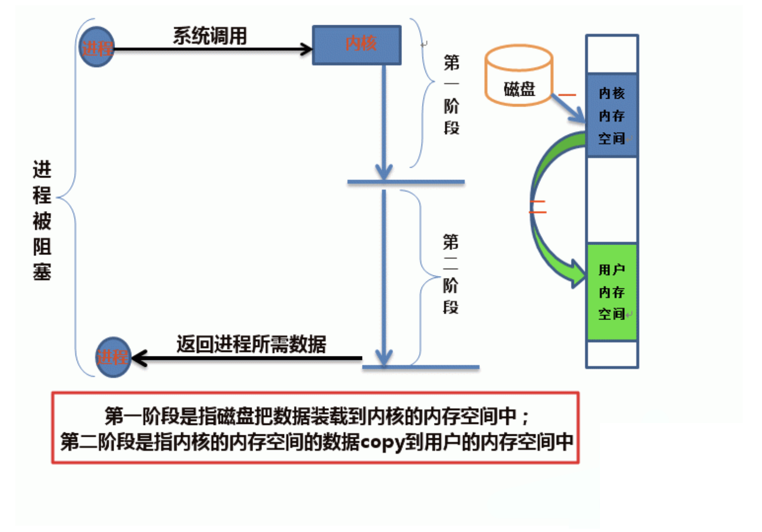 系统调用
进程
内核
第一阶段
磁盘
一
内核
内存
空间
进程被阻塞
二
第二阶段
用户
内存
空间
返回进程所需数据
进程
第一阶段是指磁盘把数据装载到内核的内存空间中；
第二阶段是指内核的内存空间的数据copy到用户的内存空间中